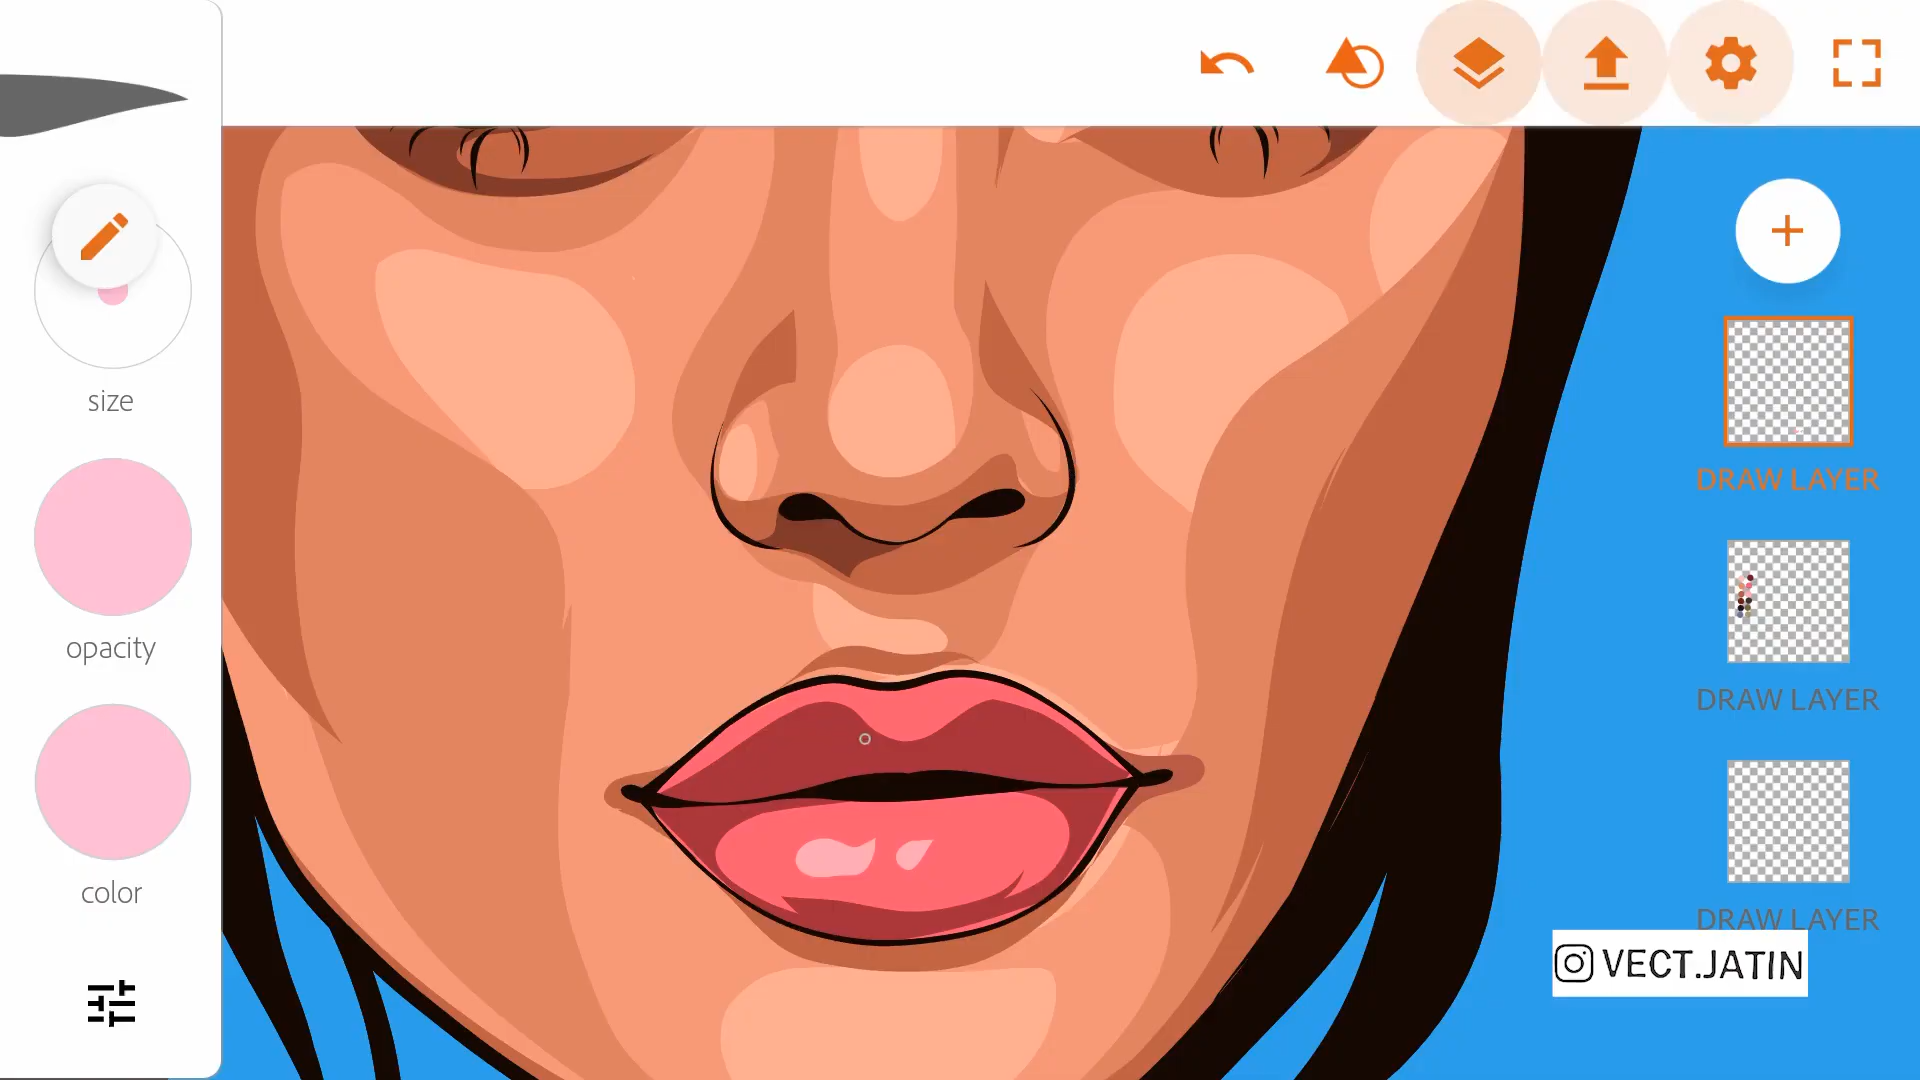 size
opacity
color
DRAW LAYER
DRAW LAYER
DRAW LAYER
VECT.JATIN